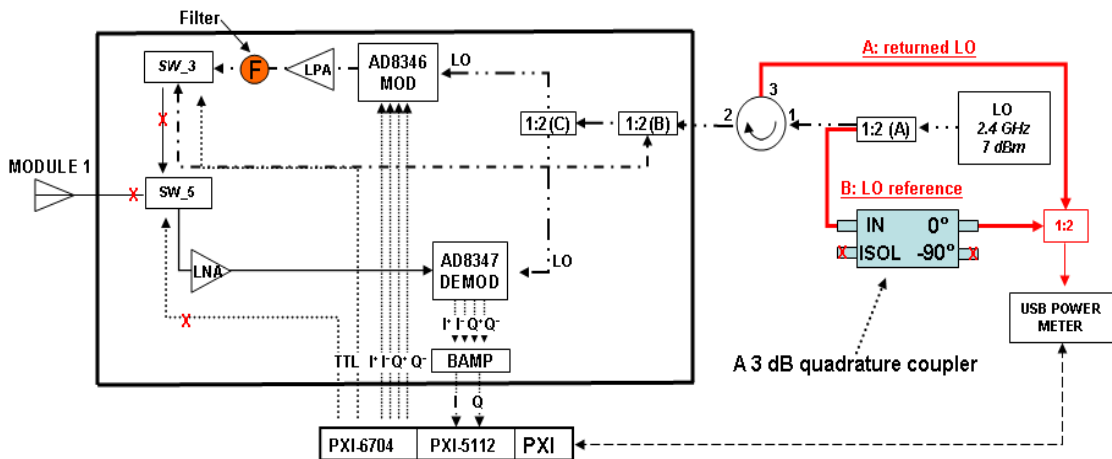 Filter
A: returned LO
SW_3
F
LPA
AD8346
MOD
LO
3
2
1
1:2(C)
1:2(B)
1:2 (A)
LO
2.4 GHz
7 dBm
X
MODULE 1
X
SW_5
B: LO reference
IN 0°
ISOL -90°
X
X
1:2
LNA
AD8347
DEMOD
LO
X
I⁺ I⁻ Q⁺ Q⁻
USB POWER
METER
TTL
I⁺ I⁻ Q⁺ Q⁻
BAMP
A 3 dB quadrature coupler
I
Q
PXI-6704
PXI-5112
PXI